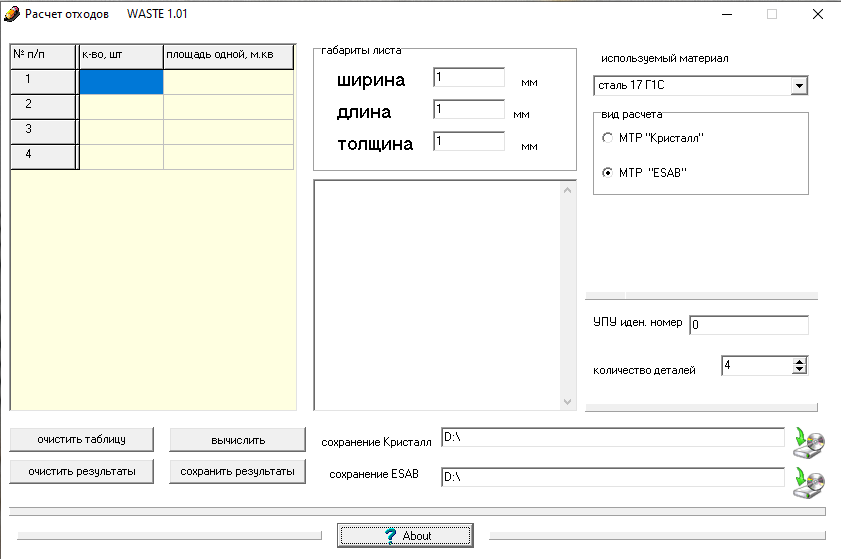 Расчет отходов WASTE 1.01
№ п/п к-во, шт площадь одной, м.кв
1
2
3
4
габариты листа
ширина 1 мм
длина 1 мм
толщина 1 мм
используемый материал
сталь 17 Г1С
вид расчета
МТР "Кристалл"
МТР "ESAB"
УПУ иден. номер 0
количество деталей 4
очистить таблицу вычислить
очистить результаты сохранить результаты
сохранение Кристалл D:\
сохранение ESAB D:\
? About